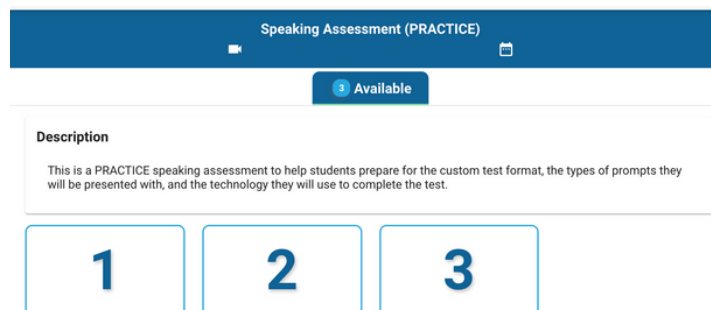 Speaking Assessment (PRACTICE)
3 Available
Description
This is a PRACTICE speaking assessment to help students prepare for the custom test format, the types of prompts they
will be presented with, and the technology they will use to complete the test.
1 2 3